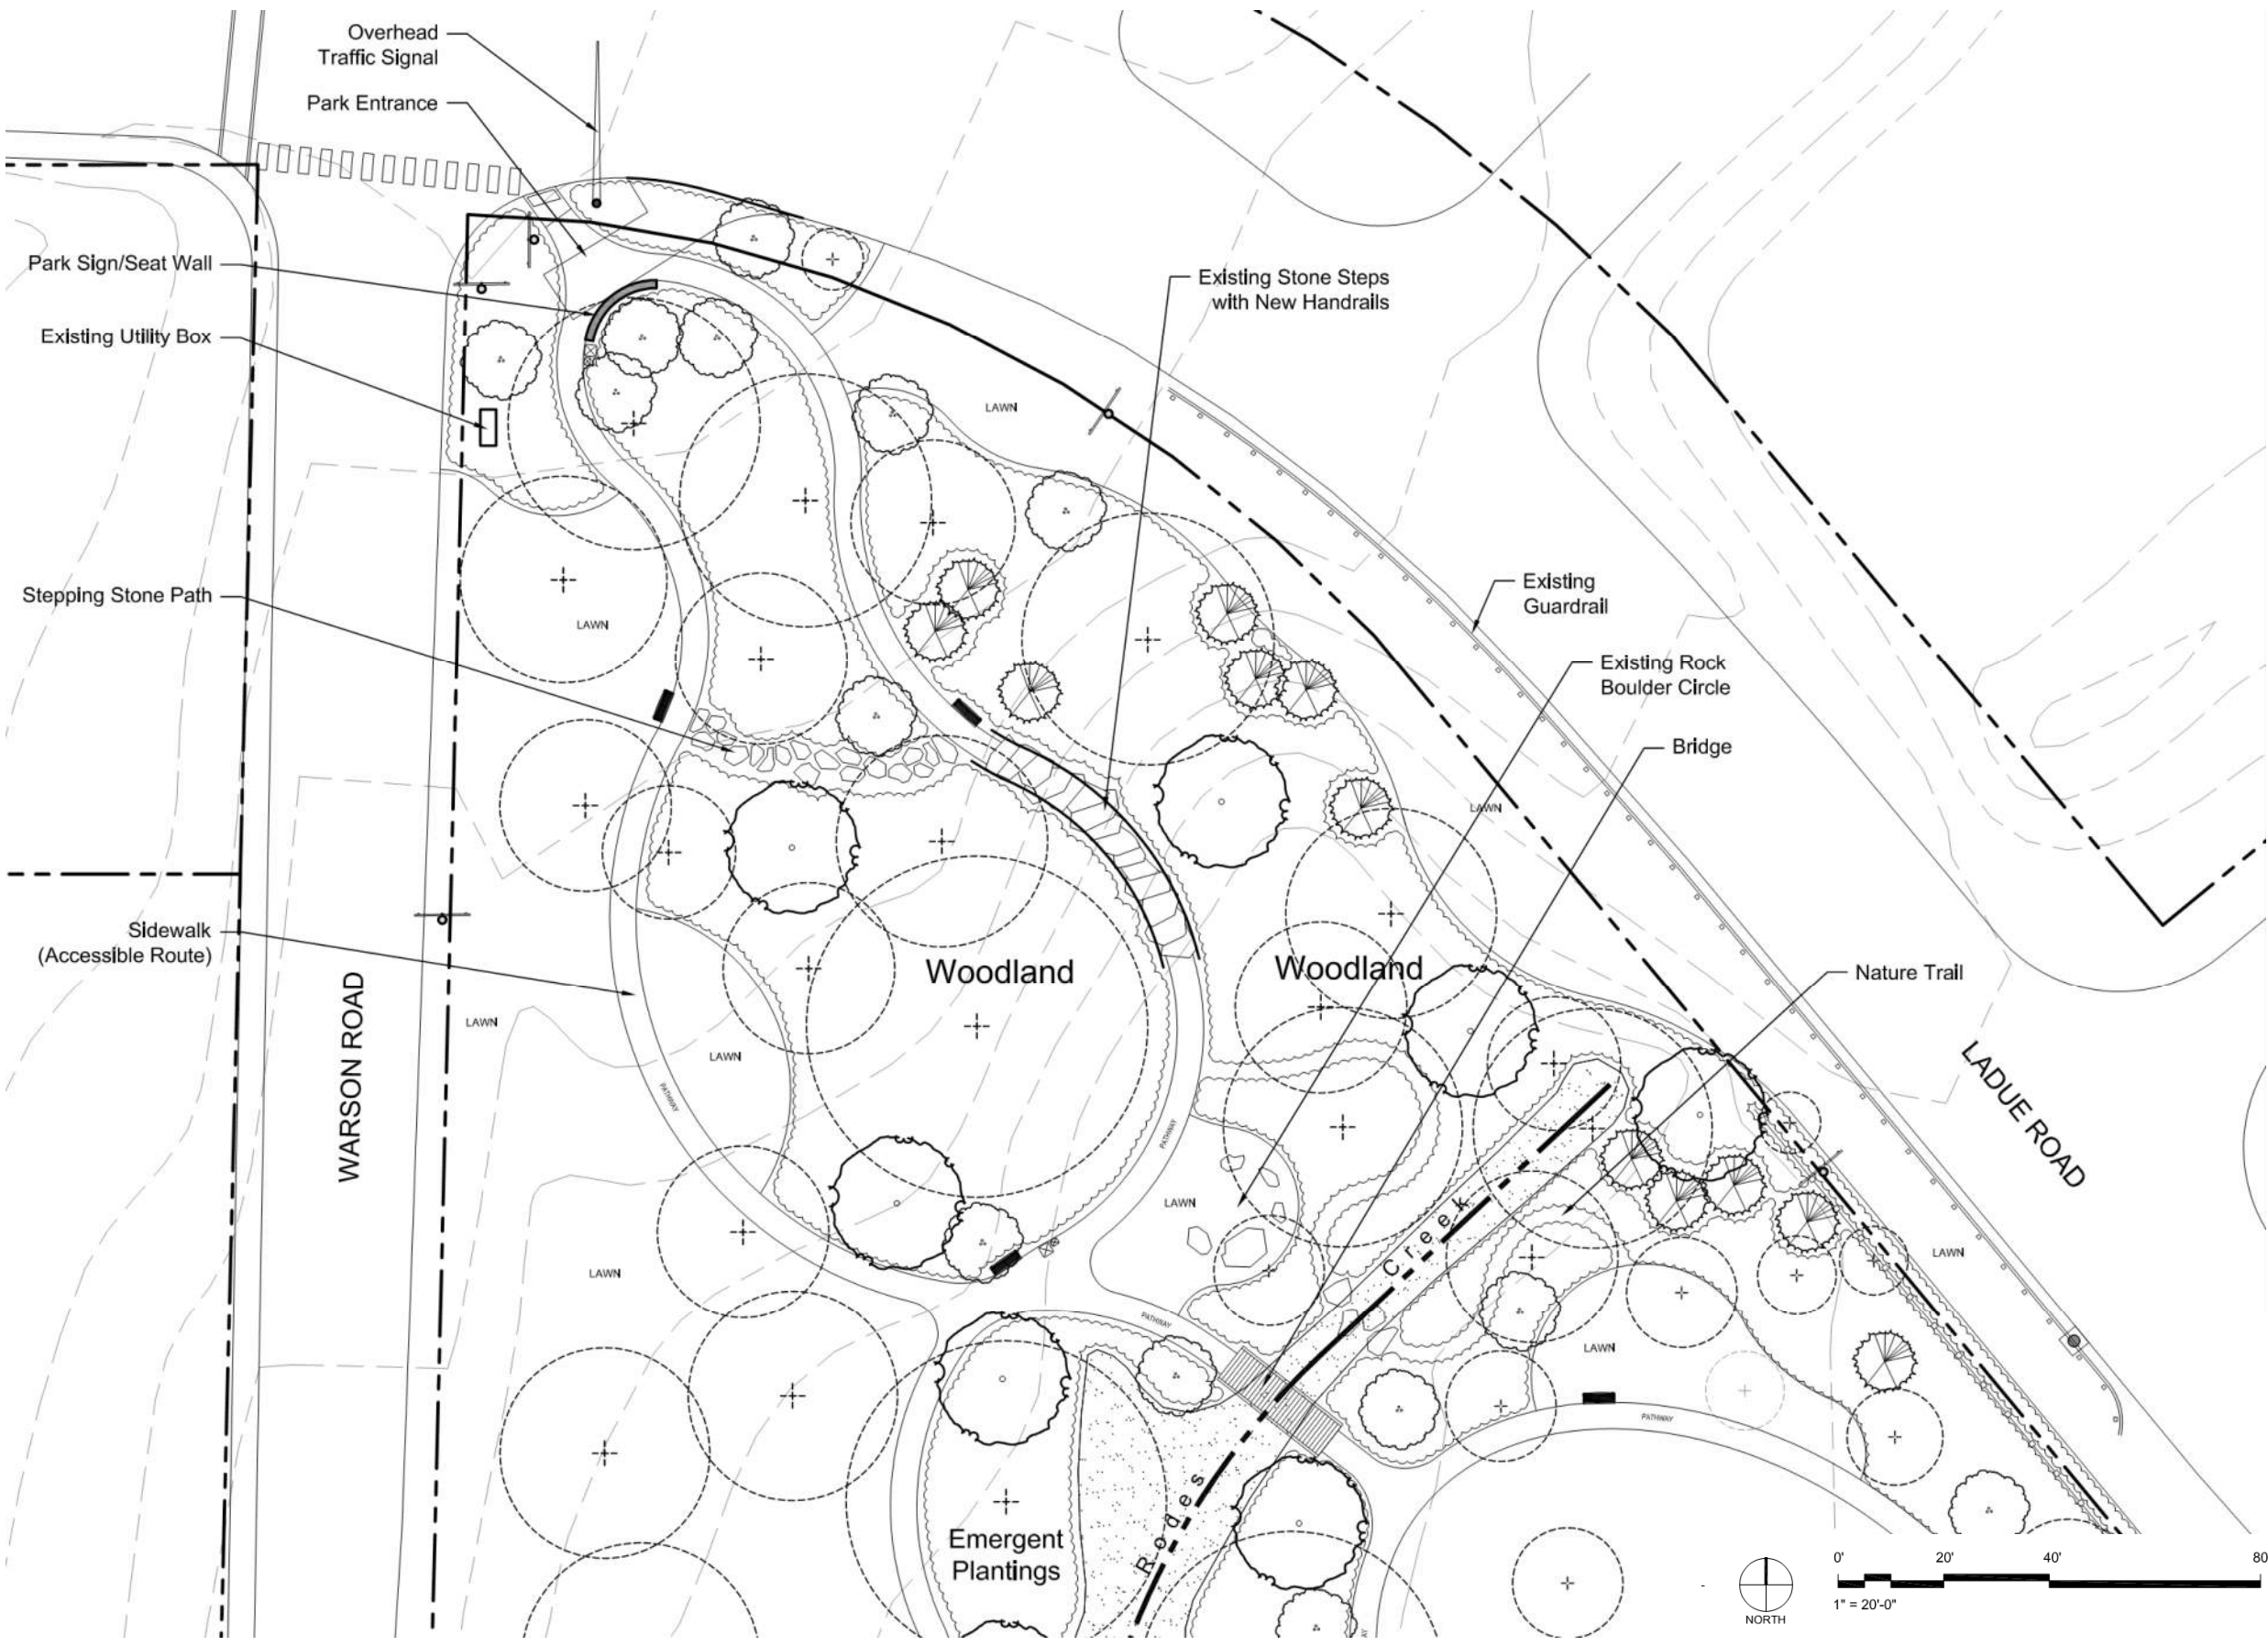 Overhead
Traffic Signal
Park Entrance
Park Sign/Seat Wall
Existing Utility Box
Existing Stone Steps
with New Handrails
LAWN
Stepping Stone Path
LAWN
Existing
Guardrail
Existing Rock
Boulder Circle
Bridge
LAWN
Sidewalk
(Accessible Route)
Woodland
Woodland
Nature Trail
WARSON ROAD
LAWN
LAWN
PATHWAY
PATHWAY
LADUE ROAD
LAWN
LAWN
LAWN
Rodes Creek
PATHWAY
LAWN
PATHWAY
Emergent
Plantings
NORTH
0' 20' 40' 80
1" = 20'-0"